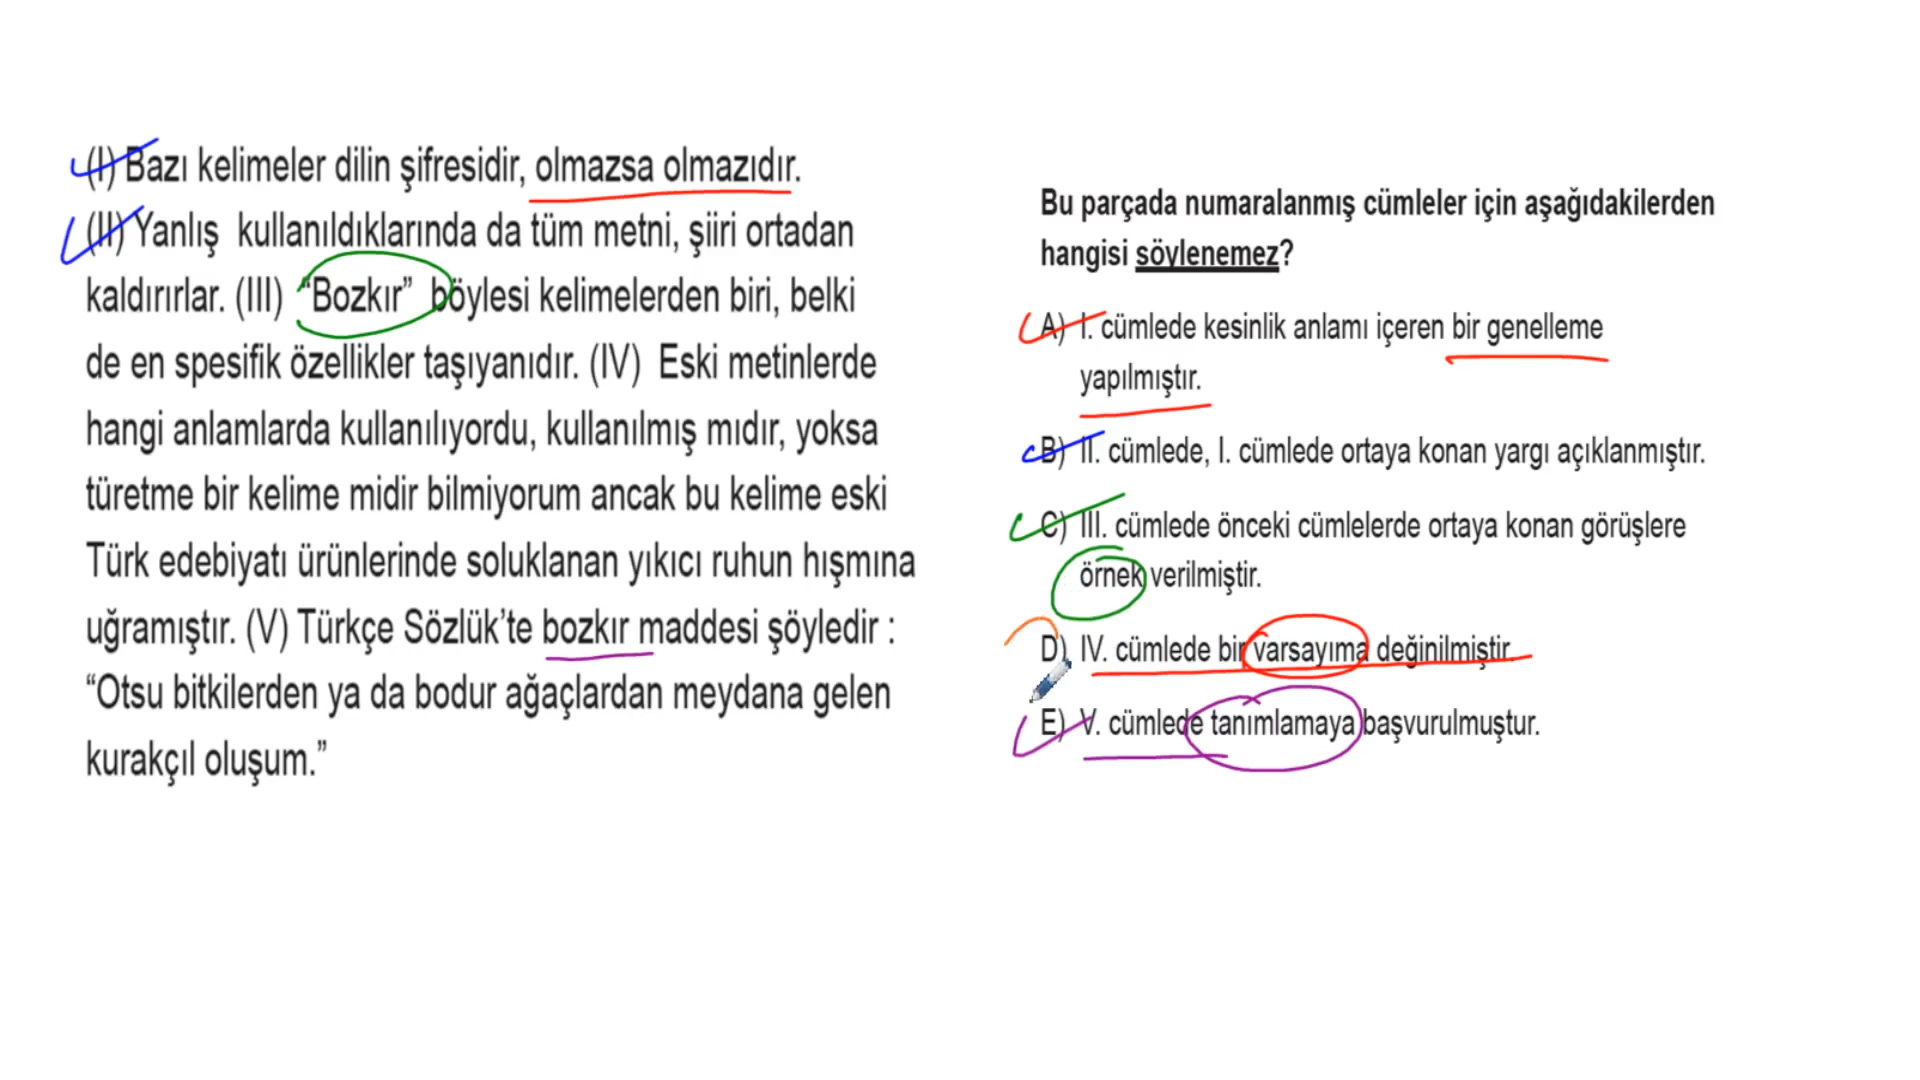 (I) Bazı kelimeler dilin şifresidir, olmazsa olmazıdır.
(II) Yanlış kullanıldıklarında da tüm metni, şiiri ortadan
kaldırırlar. (III) “Bozkır” böylesi kelimelerden biri, belki
de en spesifik özellikler taşıyanıdır. (IV) Eski metinlerde
hangi anlamlarda kullanılıyordu, kullanılmış mıdır, yoksa
türetme bir kelime midir bilmiyorum ancak bu kelime eski
Türk edebiyatı ürünlerinde soluklanan yıkıcı ruhun hışmına
uğramıştır. (V) Türkçe Sözlük’te bozkır maddesi şöyledir :
“Otsu bitkilerden ya da bodur ağaçlardan meydana gelen
kurakçıl oluşum.”
Bu parçada numaralanmış cümleler için aşağıdakilerden
hangisi söylenemez?
A) I. cümlede kesinlik anlamı içeren bir genelleme
yapılmıştır.
B) II. cümlede, I. cümlede ortaya konan yargı açıklanmıştır.
C) III. cümlede önceki cümlelerde ortaya konan görüşlere
örnek verilmiştir.
D) IV. cümlede bir varsayıma değinilmiştir.
E) V. cümlede tanımlamaya başvurulmuştur.